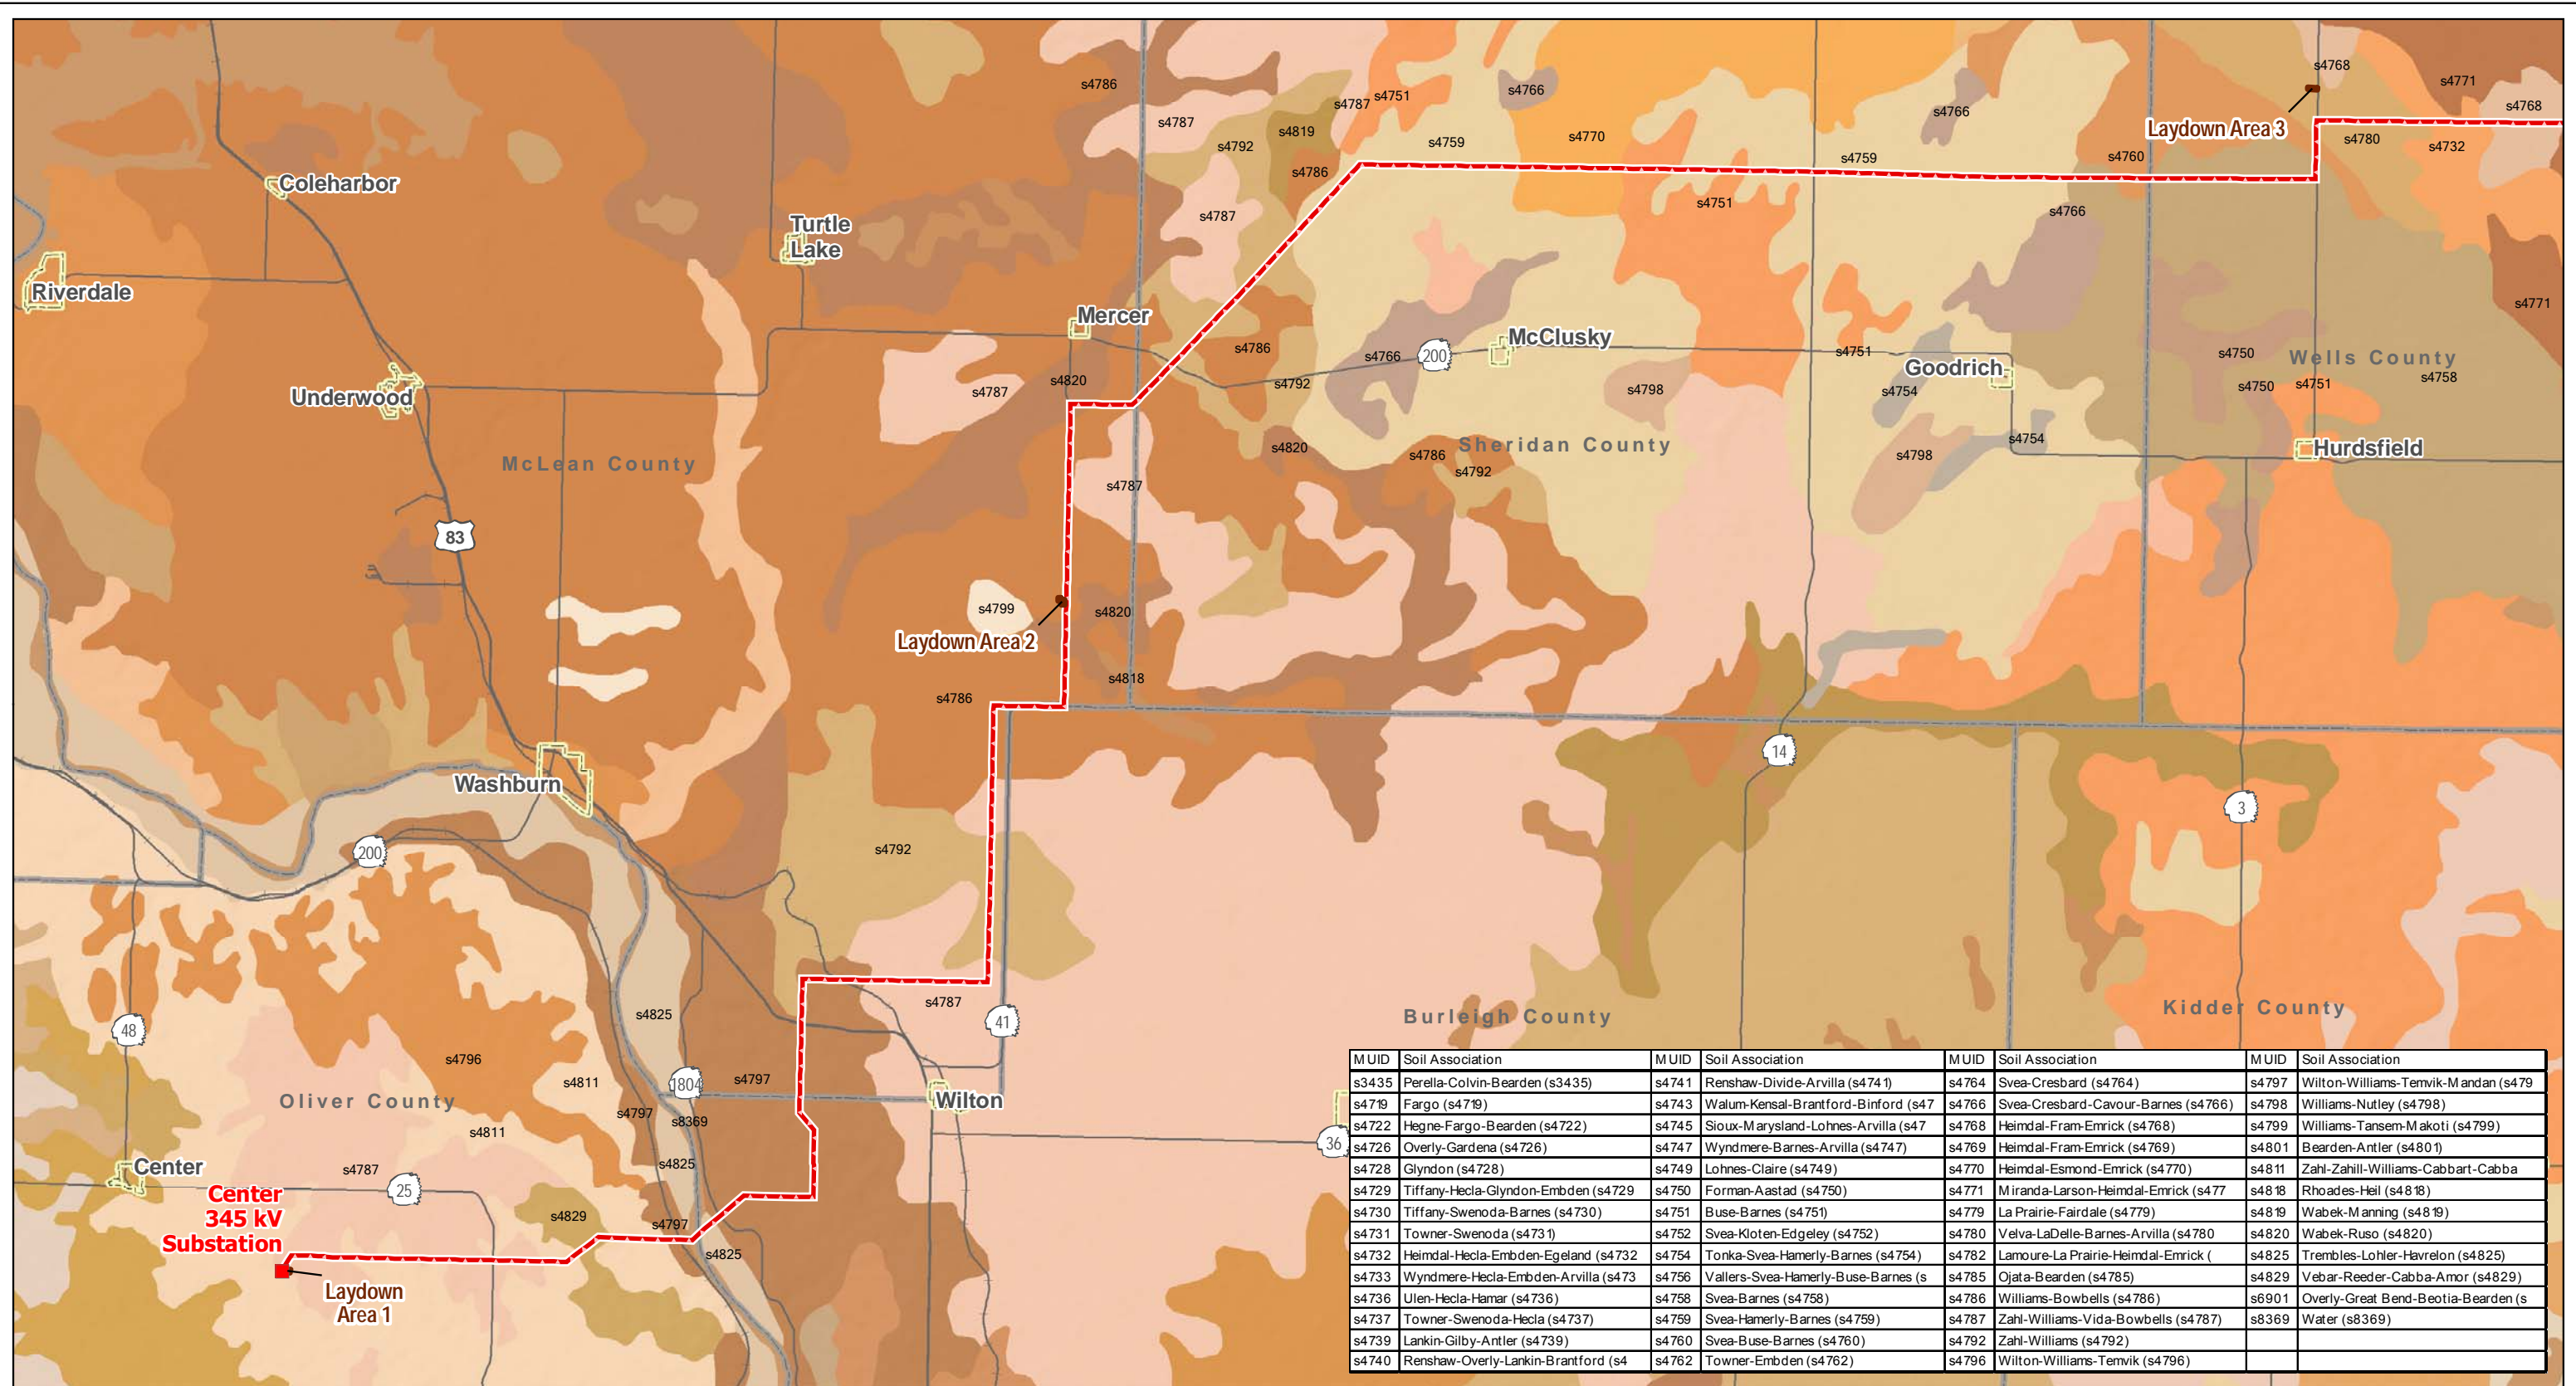 s4786
s4787
s4751
s4787
s4766
s4766
s4768
s4771
s4768
s4787
s4819
s4792
s4759
s4770
s4759
s4760
Laydown Area 3
s4780
s4732
Coleharbor
s4786
s4751
s4766
s4787
Turtle
Lake
Riverdale
s4771
Mercer
McClusky
s4786
s4766
200
s4751
Goodrich
s4750
Wells County
s4820
s4787
s4792
s4798
s4754
s4750
s4751
s4758
Underwood
McLean County
s4820
s4786
Sheridan County
s4792
s4798
s4754
Hurdsfield
s4787
83
s4799
s4820
Laydown Area 2
s4818
s4786
14
Washburn
3
200
s4792
s4787
s4825
41
48
Burleigh County
Kidder County
s4796
s4811
1804
s4797
Oliver County
s4797
s8369
Wilton
s4811
36
Center
s4787
s4825
25
Center
345 kV
Substation
s4829
s4797
s4825
Laydown
Area 1
MUID Soil Association MUID Soil Association MUID Soil Association MUID Soil Association
s3435 Perella-Colvin-Bearden (s3435) s4741 Renshaw-Divide-Arvilla (s4741) s4764 Svea-Cresbard (s4764) s4797 Wilton-Williams-Temvik-Mandan (s479
s4719 Fargo (s4719) s4743 Walum-Kensal-Brantford-Binford (s47 s4766 Svea-Cresbard-Cavour-Barnes (s4766) s4798 Williams-Nutley (s4798)
s4722 Hegne-Fargo-Bearden (s4722) s4745 Sioux-Marysland-Lohnes-Arvilla (s47 s4768 Heimdal-Fram-Emrick (s4768) s4799 Williams-Tansem-Makoti (s4799)
s4726 Overly-Gardena (s4726) s4747 Wyndmere-Barnes-Arvilla (s4747) s4769 Heimdal-Fram-Emrick (s4769) s4801 Bearden-Antler (s4801)
s4728 Glyndon (s4728) s4749 Lohnes-Claire (s4749) s4770 Heimdal-Esmond-Emrick (s4770) s4811 Zahl-Zahill-Williams-Cabbart-Cabba
s4729 Tiffany-Hecla-Glyndon-Embden (s4729 s4750 Forman-Aastad (s4750) s4771 Miranda-Larson-Heimdal-Emrick (s477 s4818 Rhoades-Heil (s4818)
s4730 Tiffany-Swenoda-Barnes (s4730) s4751 Buse-Barnes (s4751) s4779 La Prairie-Fairdale (s4779) s4819 Wabek-Manning (s4819)
s4731 Towner-Swenoda (s4731) s4752 Svea-Kloten-Edgeley (s4752) s4780 Velva-LaDelle-Barnes-Arvilla (s4780 s4820 Wabek-Ruso (s4820)
s4732 Heimdal-Hecla-Embden-Egeland (s4732 s4754 Tonka-Svea-Hamerly-Barnes (s4754) s4782 Lamoure-La Prairie-Heimdal-Emrick ( s4825 Trembles-Lohler-Havrelon (s4825)
s4733 Wyndmere-Hecla-Embden-Arvilla (s473 s4756 Vallers-Svea-Hamerly-Buse-Barnes (s s4785 Ojata-Bearden (s4785) s4829 Vebar-Reeder-Cabba-Amor (s4829)
s4736 Ulen-Hecla-Hamar (s4736) s4758 Svea-Barnes (s4758) s4786 Williams-Bowbells (s4786) s6901 Overly-Great Bend-Beotia-Bearden (s
s4737 Towner-Swenoda-Hecla (s4737) s4759 Svea-Hamerly-Barnes (s4759) s4787 Zahl-Williams-Vida-Bowbells (s4787) s8369 Water (s8369)
s4739 Lankin-Gilby-Antler (s4739) s4760 Svea-Buse-Barnes (s4760) s4792 Zahl-Williams (s4792)
s4740 Renshaw-Overly-Lankin-Brantford (s4 s4762 Towner-Embden (s4762) s4796 Wilton-Williams-Temvik (s4796)